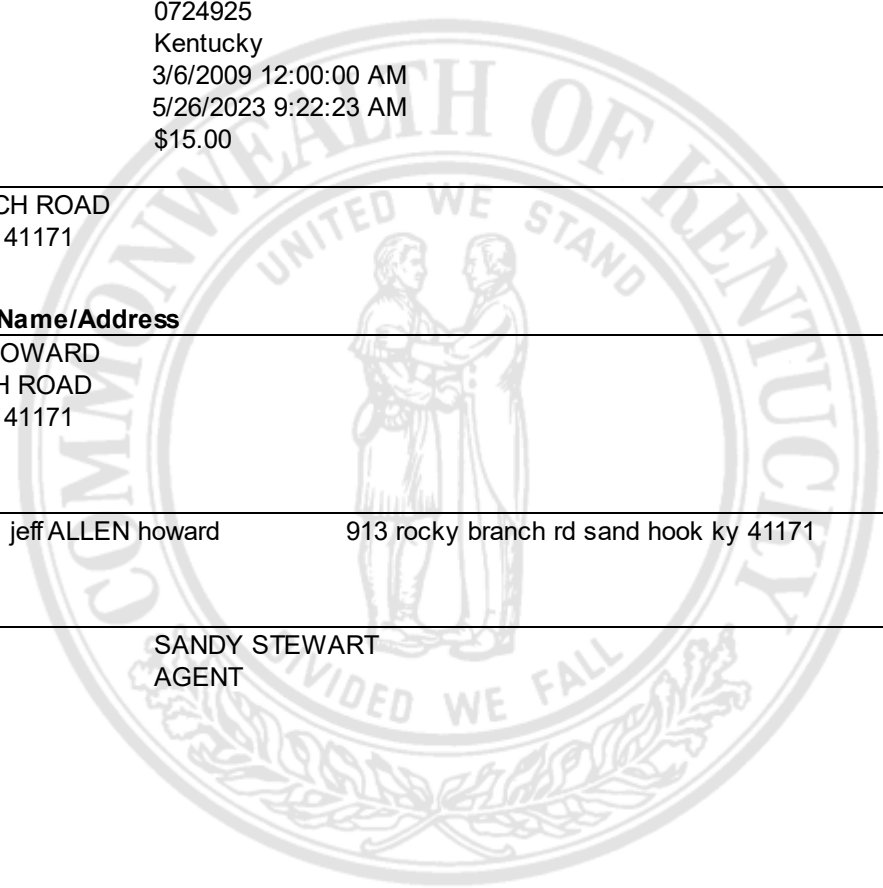 0724925
Kentucky
3/6/2009 12:00:00 AM
5/26/2023 9:22:23 AM
$15.00
CH ROAD
41171
Name/Address
OWARD
H ROAD
41171
jeff ALLEN howard 913 rocky branch rd sand hook ky 41171
SANDY STEWART
AGENT
COMMONWEALTH OF KENTUCKY
UNITED WE STAND
DIVIDED WE FALL